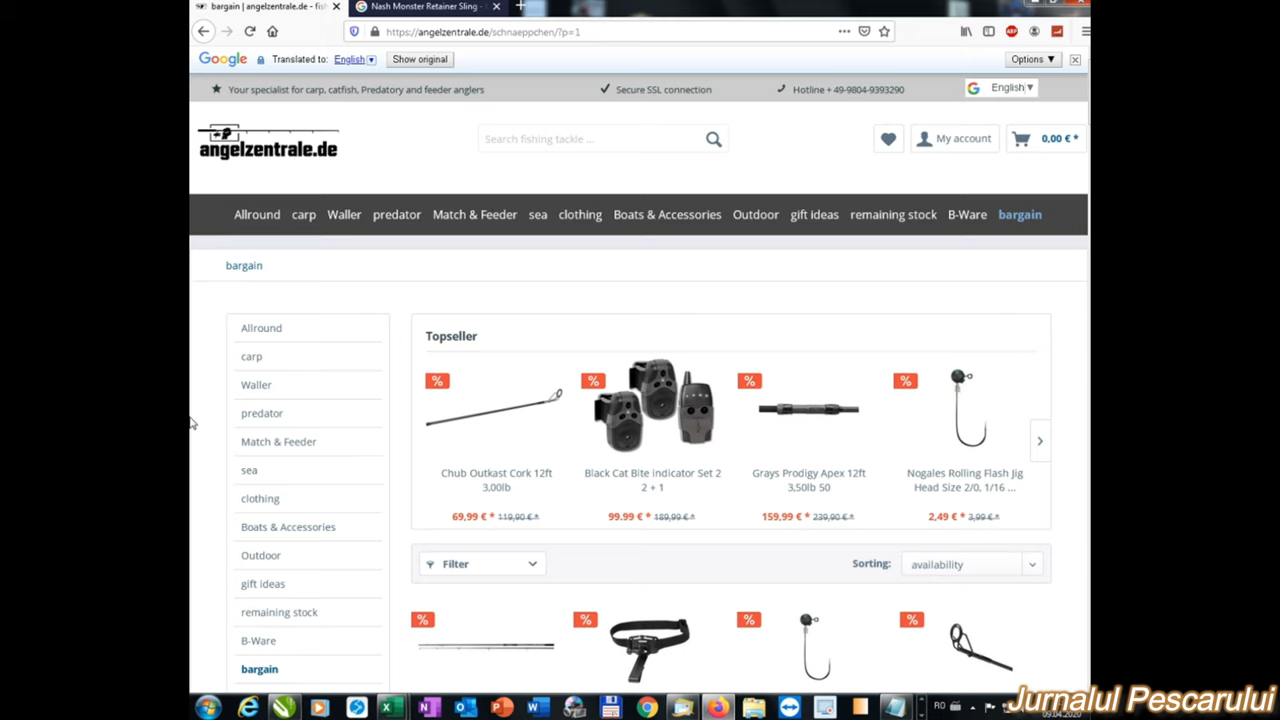 bargain | angelzentrale.de - fis
Nash Monster Retainer Sling -
https://angelzentrale.de/schnaeppchen/?p=1
ABP
Google Translated to: English Show original Options ▼
Your specialist for carp, catfish, Predatory and feeder anglers Secure SSL connection Hotline + 49-9804-9393290 G English ▼
angelzentrale.de
Search fishing tackle ... My account 0,00 € *
Allround carp Waller predator Match & Feeder sea clothing Boats & Accessories Outdoor gift ideas remaining stock B-Ware bargain
bargain
Allround
carp
Waller
predator
Match & Feeder
sea
clothing
Boats & Accessories
Outdoor
gift ideas
remaining stock
B-Ware
bargain
Topseller
% % % %
Chub Outkast Cork 12ft
3,00lb
69,99 € * 119,90 € *
Black Cat Bite indicator Set 2
2 + 1
99.99 € * 189,99 € *
Grays Prodigy Apex 12ft
3,50lb 50
159,99 € * 239,90 € *
Nogales Rolling Flash Jig
Head Size 2/0, 1/16 ...
2,49 € * 3,99 € *
Filter Sorting: availability
% % % %
RO
09.04.2020
Jurnalul Pescarului